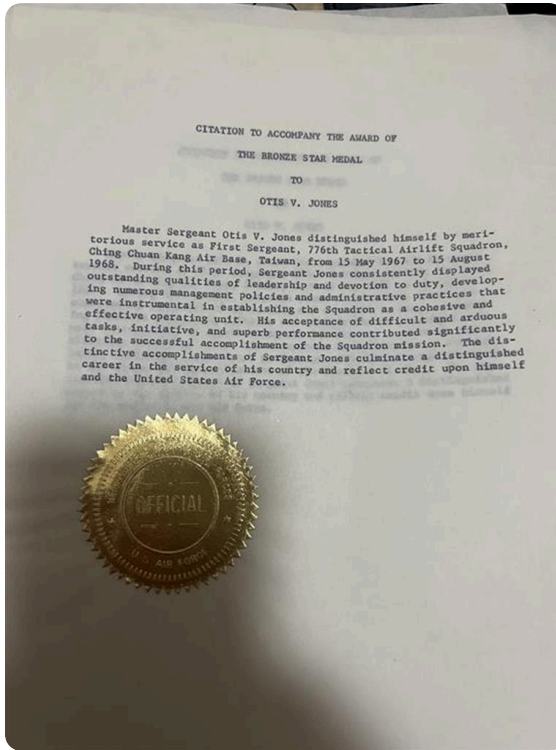 CITATION TO ACCOMPANY THE AWARD OF
THE BRONZE STAR MEDAL
TO
OTIS V. JONES
Master Sergeant Otis V. Jones distinguished himself by meri-
torious service as First Sergeant, 776th Tactical Airlift Squadron,
Ching Chuan Kang Air Base, Taiwan, from 15 May 1967 to 15 August
1968. During this period, Sergeant Jones consistently displayed
outstanding qualities of leadership and devotion to duty, develop-
ing numerous management policies and administrative practices that
were instrumental in establishing the Squadron as a cohesive and
effective operating unit. His acceptance of difficult and arduous
tasks, initiative, and superb performance contributed significantly
to the successful accomplishment of the Squadron mission. The dis-
tinctive accomplishments of Sergeant Jones culminate a distinguished
career in the service of his country and reflect credit upon himself
and the United States Air Force.
OFFICIAL
U.S. AIR FORCE